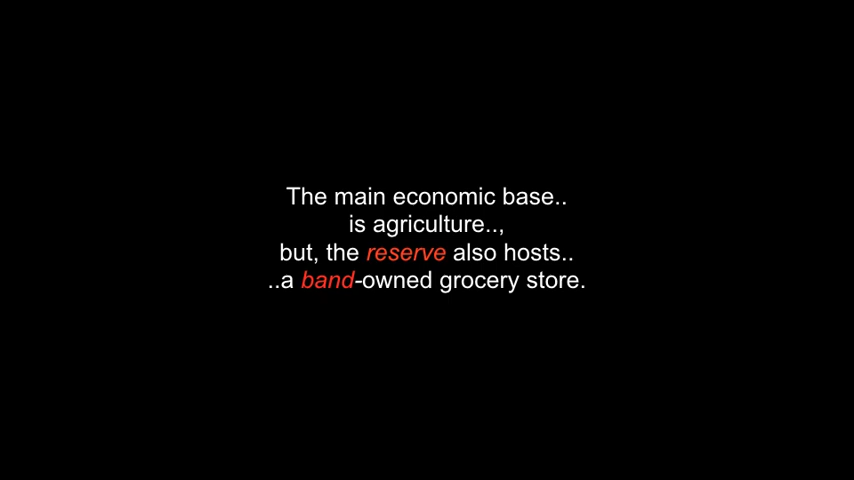 The main economic base..
is agriculture..,
but, the reserve also hosts..
..a band-owned grocery store.